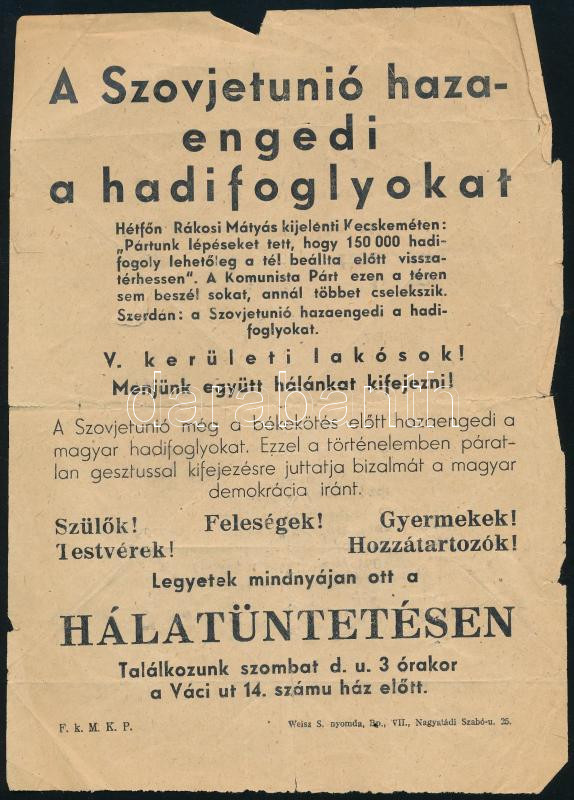 A Szovjetunió haza-
engedi
a hadifoglyokat
Hétfőn Rákosi Mátyás kijelenti Kecskeméten:
„Pártunk lépéseket tett, hogy 150 000 hadi-
fogoly lehetőleg a tél beállta előtt vissza-
térhessen". A Komunista Párt ezen a téren
sem beszél sokat, annál többet cselekszik.
Szerdán: a Szovjetunió hazaengedi a hadi-
foglyokat.
V. kerületi lakósok!
Menjünk együtt hálánkat kifejezni!
darabanth
A Szovjetunió még a békekötés előtt hazaengedi a
magyar hadifoglyokat. Ezzel a történelemben párat-
lan gesztussal kifejezésre juttatja bizalmát a magyar
demokrácia iránt.
Szülők! Feleségek! Gyermekek!
Testvérek! Hozzátartozók!
Legyetek mindnyájan ott a
HÁLATÜNTETÉSEN
Találkozunk szombat d. u. 3 órakor
a Váci ut 14. számu ház előtt.
F. k. M. K. P. Weisz S. nyomda, Bp., VII., Nagyatádi Szabó-u. 25.